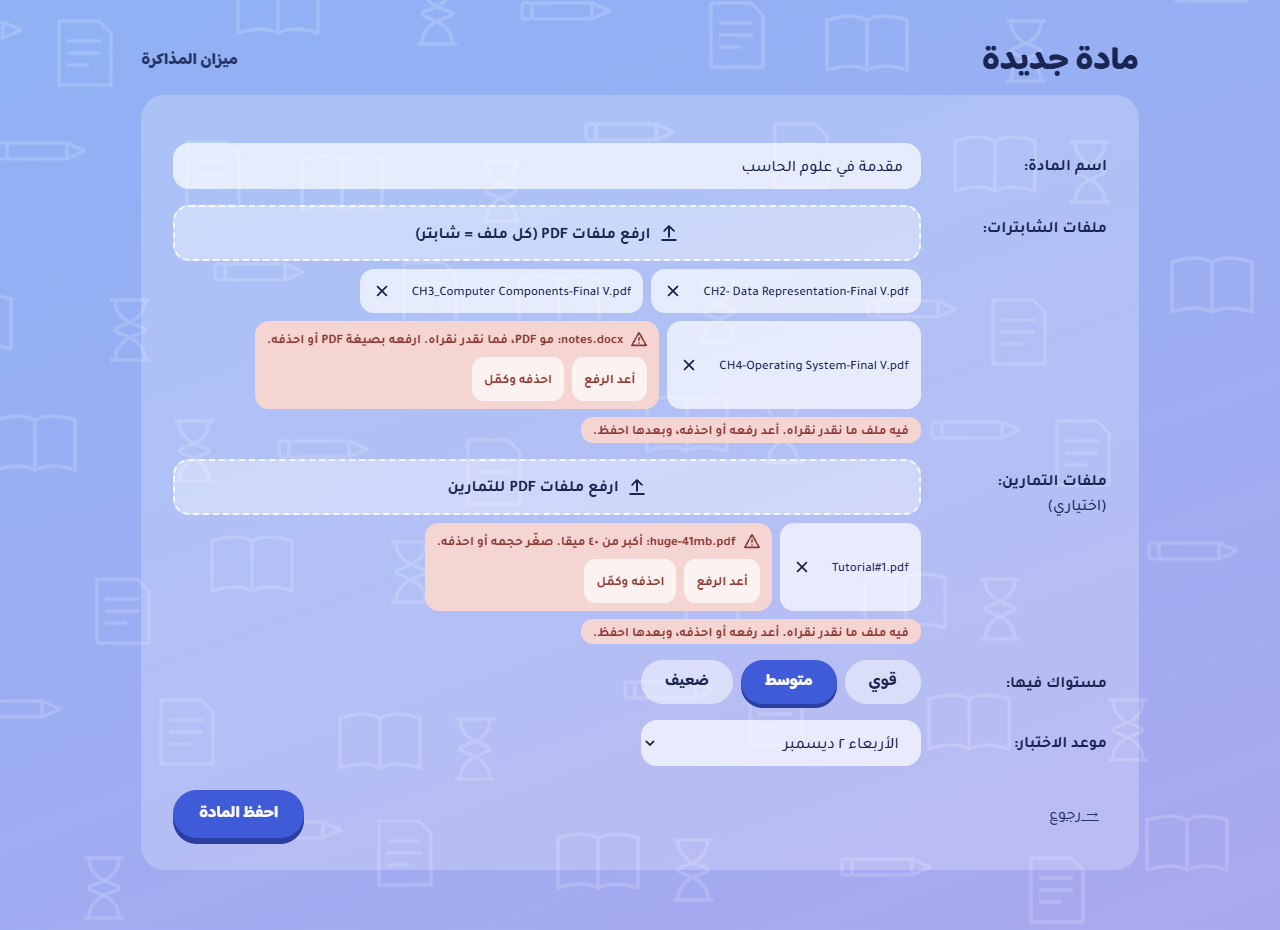 مادة جديدة
ميزان المذاكرة
اسم المادة:
مقدمة في علوم الحاسب
ملفات الشابترات:
ارفع ملفات PDF (كل ملف = شابتر)
CH2- Data Representation-Final V.pdf
CH3_Computer Components-Final V.pdf
CH4-Operating System-Final V.pdf
notes.docx: مو PDF، فما نقدر نقراه. ارفعه بصيغة PDF أو احذفه.
أعد الرفع
احذفه وكمّل
فيه ملف ما نقدر نقراه. أعد رفعه أو احذفه، وبعدها احفظ.
ملفات التمارين:
(اختياري)
ارفع ملفات PDF للتمارين
Tutorial#1.pdf
huge-41mb.pdf: أكبر من ٤٠ ميقا. صغّر حجمه أو احذفه.
أعد الرفع
احذفه وكمّل
فيه ملف ما نقدر نقراه. أعد رفعه أو احذفه، وبعدها احفظ.
مستواك فيها:
قوي
متوسط
ضعيف
موعد الاختبار:
الأربعاء ٢ ديسمبر
→ رجوع
احفظ المادة